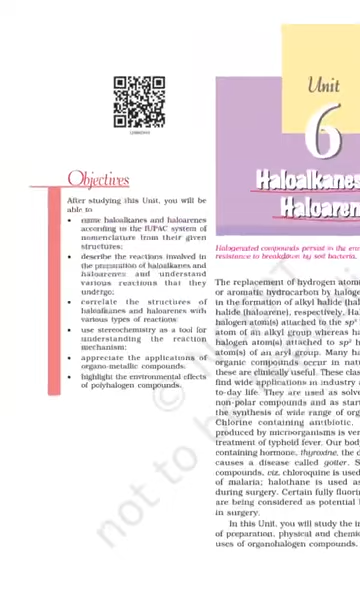 Unit
6
Haloalkanes
Haloaren
Objectives
After studying this Unit, you will be
able to
• name haloalkanes and haloarenes
according to the IUPAC system of
nomenclature from their given
structures;
• describe the reactions involved in
the preparation of haloalkanes and
haloarenes and understand
various reactions that they
undergo;
• correlate the structures of
haloalkanes and haloarenes with
various types of reactions;
• use stereochemistry as a tool for
understanding the reaction
mechanism;
• appreciate the applications of
organo-metallic compounds;
• highlight the environmental effects
of polyhalogen compounds.
Halogenated compounds persist in the env
resistance to breakdown by soil bacteria.
The replacement of hydrogen atom
or aromatic hydrocarbon by haloge
in the formation of alkyl halide (hal
halide (haloarene), respectively. Ha
halogen atom(s) attached to the sp³
atom of an alkyl group whereas ha
halogen atom(s) attached to sp² h
atom(s) of an aryl group. Many ha
organic compounds occur in natu
these are clinically useful. These clas
find wide applications in industry a
to-day life. They are used as solve
non-polar compounds and as start
the synthesis of wide range of org
Chlorine containing antibiotic,
produced by microorganisms is ver
treatment of typhoid fever. Our body
containing hormone, thyroxine, the d
causes a disease called goiter. S
compounds, viz. chloroquine is used
of malaria; halothane is used as
during surgery. Certain fully fluorin
are being considered as potential
in surgery.
In this Unit, you will study the i
of preparation, physical and chemic
uses of organohalogen compounds.
not to be